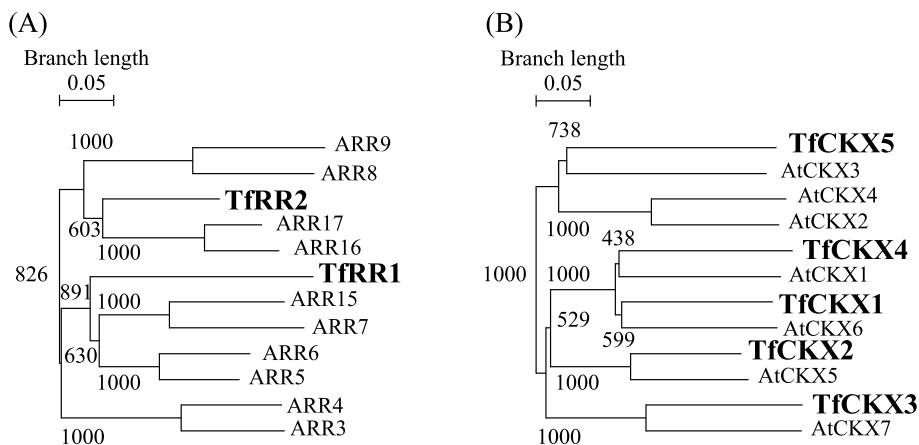 (A)
Branch length
0.05
1000
ARR9
ARR8
TfRR2
603
ARR17
1000
ARR16
826
TfRR1
891
1000
ARR15
ARR7
630
ARR6
1000
ARR5
ARR4
1000
ARR3
(B)
Branch length
0.05
738
TfCKX5
AtCKX3
AtCKX4
1000
AtCKX2
438
TfCKX4
1000
1000
AtCKX1
TfCKX1
529
AtCKX6
599
TfCKX2
1000
AtCKX5
TfCKX3
1000
AtCKX7